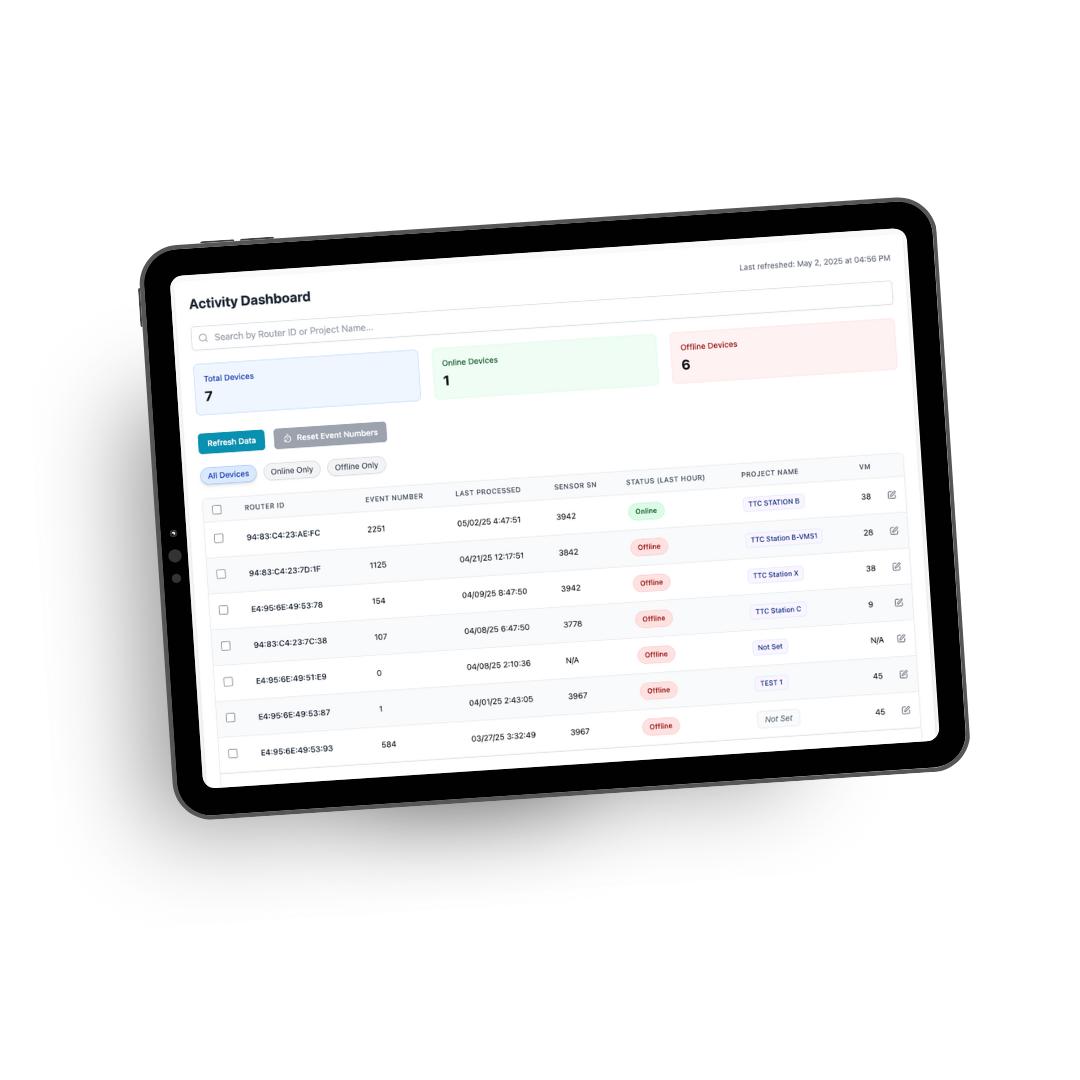 Last refreshed: May 2, 2025 at 04:56 PM
Activity Dashboard
Search by Router ID or Project Name...
Total Devices
7
Online Devices
1
Offline Devices
6
Refresh Data
Reset Event Numbers
All Devices Online Only Offline Only
ROUTER ID EVENT NUMBER LAST PROCESSED SENSOR SN STATUS (LAST HOUR) PROJECT NAME VM
94:83:C4:23:AE:FC 2251 05/02/25 4:47:51 3942 Online TTC STATION B 38
94:83:C4:23:7D:1F 1125 04/21/25 12:17:51 3842 Offline TTC Station B-VMS1 28
E4:95:6E:49:53:78 154 04/09/25 8:47:50 3942 Offline TTC Station X 38
94:83:C4:23:7C:38 107 04/08/25 6:47:50 3778 Offline TTC Station C 9
E4:95:6E:49:51:E9 0 04/08/25 2:10:36 N/A Offline Not Set N/A
E4:95:6E:49:53:87 1 04/01/25 2:43:05 3967 Offline TEST 1 45
E4:95:6E:49:53:93 584 03/27/25 3:32:49 3967 Offline Not Set 45